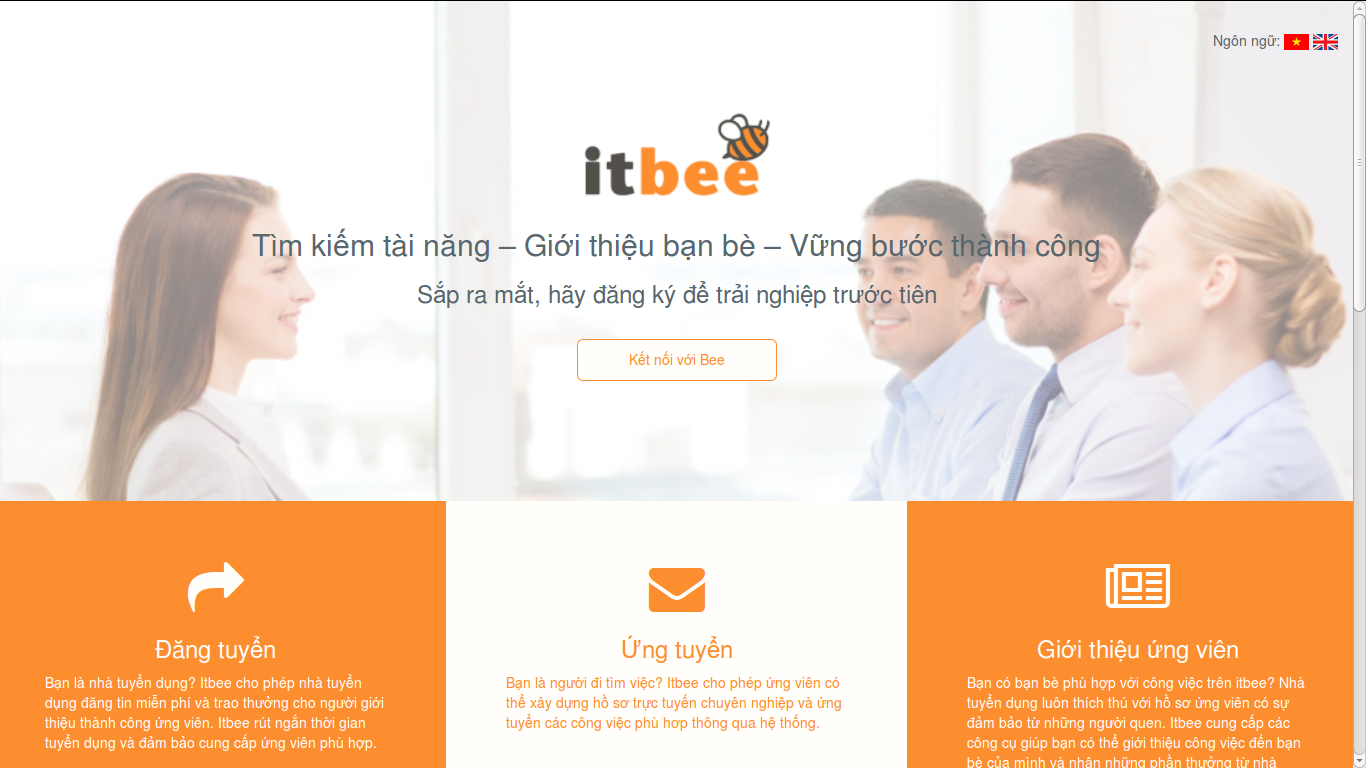 Ngôn ngữ:
itbee
Tìm kiếm tài năng – Giới thiệu bạn bè – Vững bước thành công
Sắp ra mắt, hãy đăng ký để trải nghiệp trước tiên
Kết nối với Bee
Đăng tuyển
Bạn là nhà tuyển dụng? Itbee cho phép nhà tuyển
dụng đăng tin miễn phí và trao thưởng cho người giới
thiệu thành công ứng viên. Itbee rút ngắn thời gian
tuyển dụng và đảm bảo cung cấp ứng viên phù hợp.
Ứng tuyển
Bạn là người đi tìm việc? Itbee cho phép ứng viên có
thể xây dựng hồ sơ trực tuyến chuyên nghiệp và ứng
tuyển các công việc phù hơp thông qua hệ thống.
Giới thiệu ứng viên
Bạn có bạn bè phù hợp với công việc trên itbee? Nhà
tuyển dụng luôn thích thú với hồ sơ ứng viên có sự
đảm bảo từ những người quen. Itbee cung cấp các
công cụ giúp bạn có thể giới thiệu công việc đến bạn
bè của mình và nhận những phần thưởng từ nhà